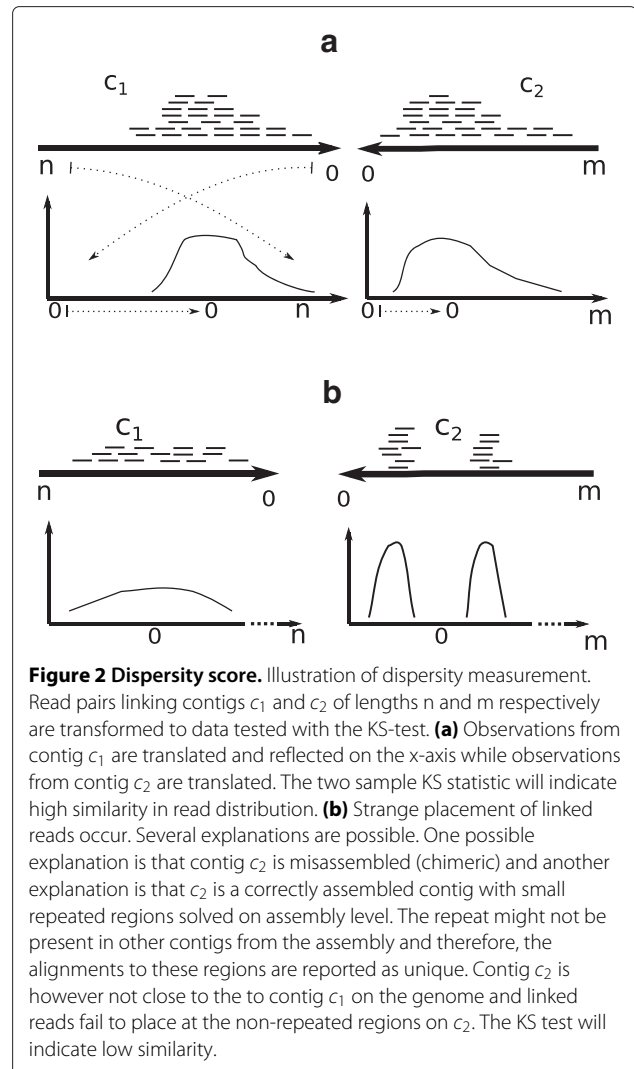 a
c1
c2
n
0
0
m
0
0
n
0
0
m
b
c1
c2
n
0
0
m
0
n
0
m
Figure 2 Dispersity score. Illustration of dispersity measurement.
Read pairs linking contigs c1 and c2 of lengths n and m respectively
are transformed to data tested with the KS-test. (a) Observations from
contig c1 are translated and reflected on the x-axis while observations
from contig c2 are translated. The two sample KS statistic will indicate
high similarity in read distribution. (b) Strange placement of linked
reads occur. Several explanations are possible. One possible
explanation is that contig c2 is misassembled (chimeric) and another
explanation is that c2 is a correctly assembled contig with small
repeated regions solved on assembly level. The repeat might not be
present in other contigs from the assembly and therefore, the
alignments to these regions are reported as unique. Contig c2 is
however not close to the to contig c1 on the genome and linked
reads fail to place at the non-repeated regions on c2. The KS test will
indicate low similarity.